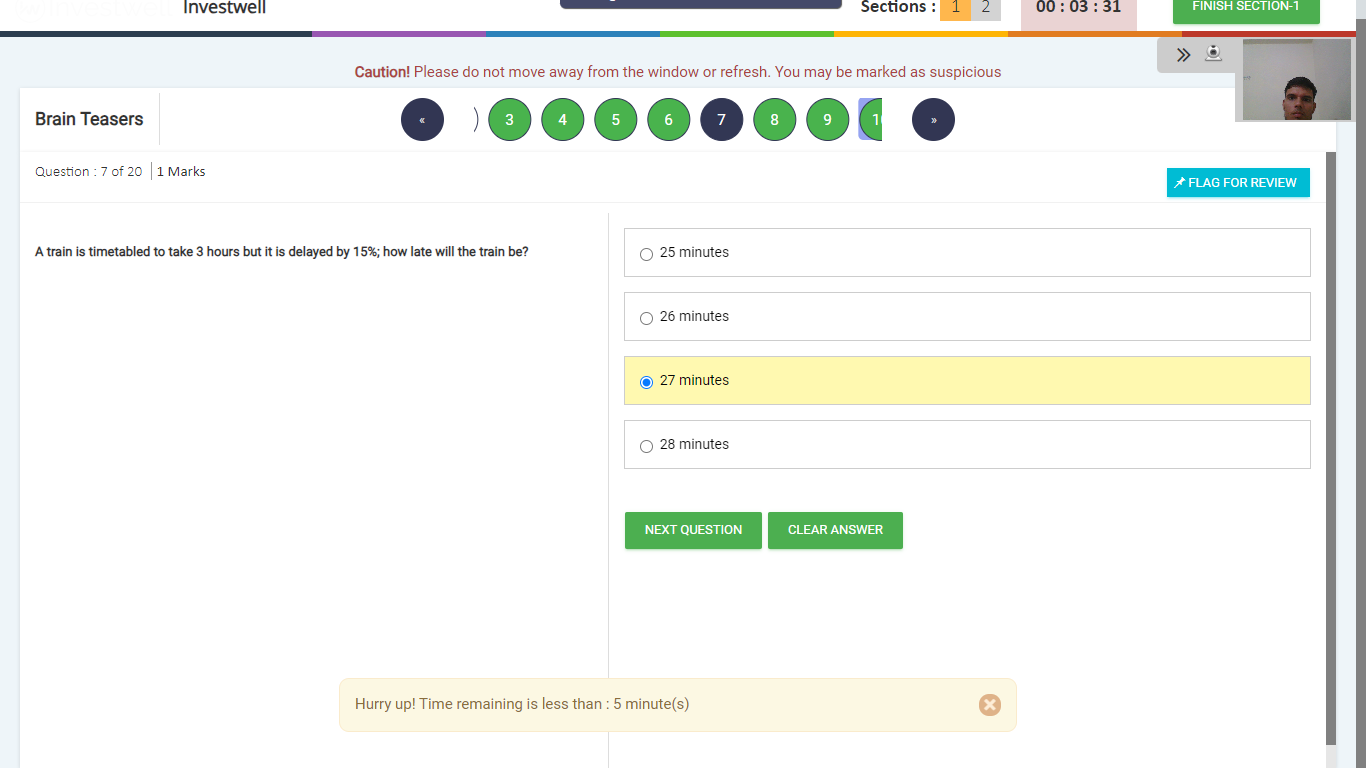 Investwell
Sections : 1 2
00 : 03 : 31
FINISH SECTION-1
Caution! Please do not move away from the window or refresh. You may be marked as suspicious
Brain Teasers
« 3 4 5 6 7 8 9 »
Question : 7 of 20 1 Marks
FLAG FOR REVIEW
A train is timetabled to take 3 hours but it is delayed by 15%; how late will the train be?
25 minutes
26 minutes
27 minutes
28 minutes
NEXT QUESTION CLEAR ANSWER
Hurry up! Time remaining is less than : 5 minute(s)